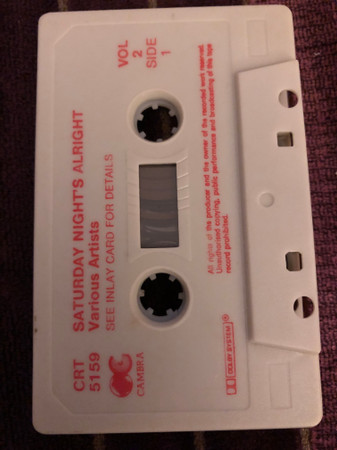 CRT
5159
SATURDAY NIGHT'S ALRIGHT
Various Artists
SEE INLAY CARD FOR DETAILS
VOL
2
SIDE
1
CAMBRA
All rights of the producer and the owner of the recorded work reserved.
Unauthorised copying, public performance and broadcasting of this tape
record prohibited.
DOLBY SYSTEM ®